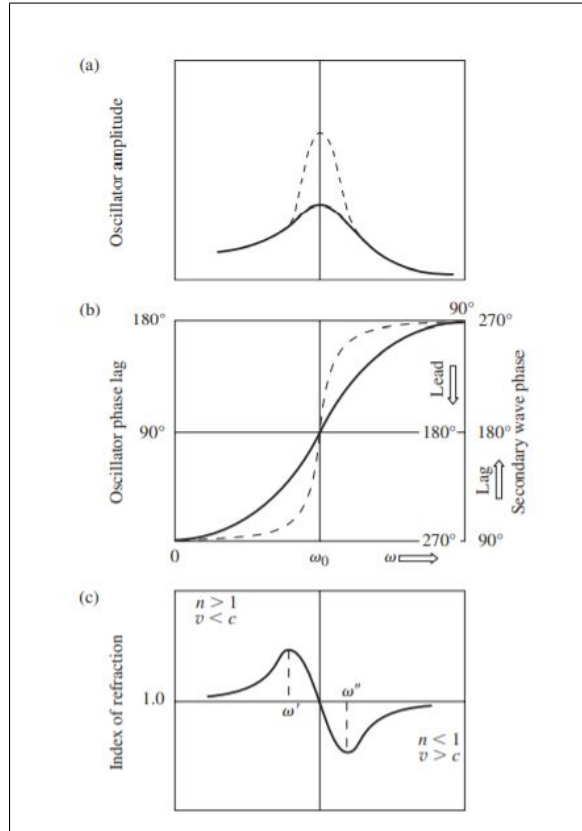 (a)
Oscillator amplitude
(b)
90°
180°
270°
Oscillator phase lag
Lead
Secondary wave phase
90°
180°
180°
Lag
270°
90°
0
ω₀
ω
(c)
n > 1
v < c
Index of refraction
1.0
ω′
ω″
n < 1
v > c